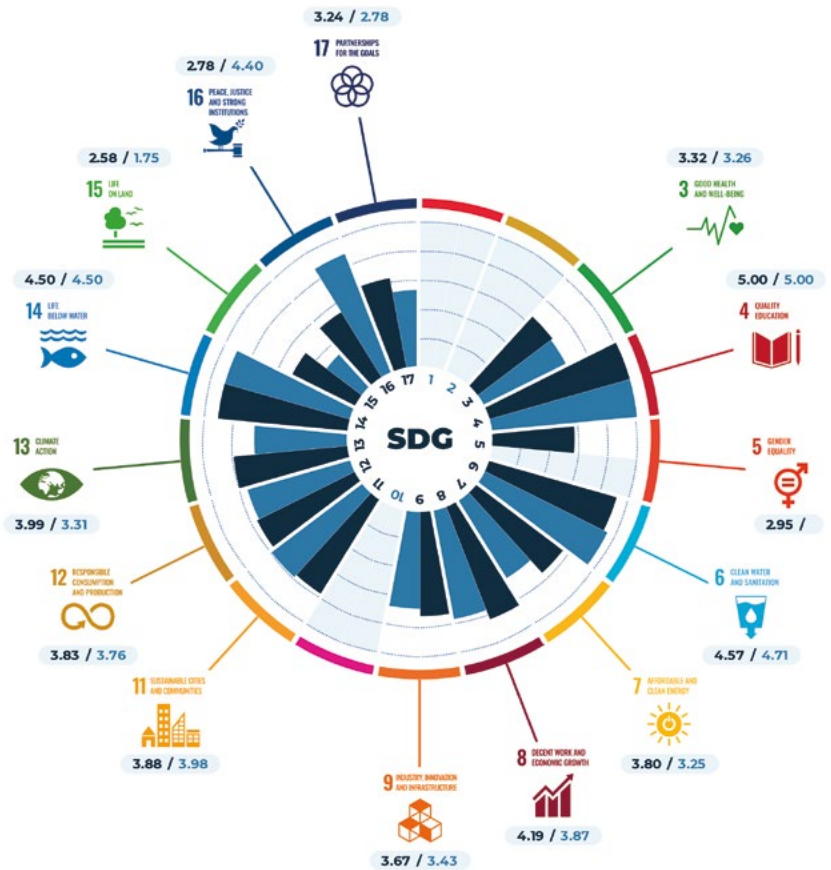 3.24 / 2.78
17 PARTNERSHIPS
FOR THE GOALS
2.78 / 4.40
16 PEACE, JUSTICE
AND STRONG
INSTITUTIONS
2.58 / 1.75
15 LIFE
ON LAND
4.50 / 4.50
14 LIFE
BELOW WATER
13 CLIMATE
ACTION
3.99 / 3.31
12 RESPONSIBLE
CONSUMPTION
AND PRODUCTION
3.83 / 3.76
11 SUSTAINABLE CITIES
AND COMMUNITIES
3.88 / 3.98
9 INDUSTRY, INNOVATION
AND INFRASTRUCTURE
3.67 / 3.43
8 DECENT WORK AND
ECONOMIC GROWTH
4.19 / 3.87
7 AFFORDABLE AND
CLEAN ENERGY
3.80 / 3.25
6 CLEAN WATER
AND SANITATION
4.57 / 4.71
5 GENDER
EQUALITY
2.95 /
5.00 / 5.00
4 QUALITY
EDUCATION
3.32 / 3.26
3 GOOD HEALTH
AND WELL-BEING
SDG
1
2
3
4
5
6
7
8
9
10
11
12
13
14
15
16
17